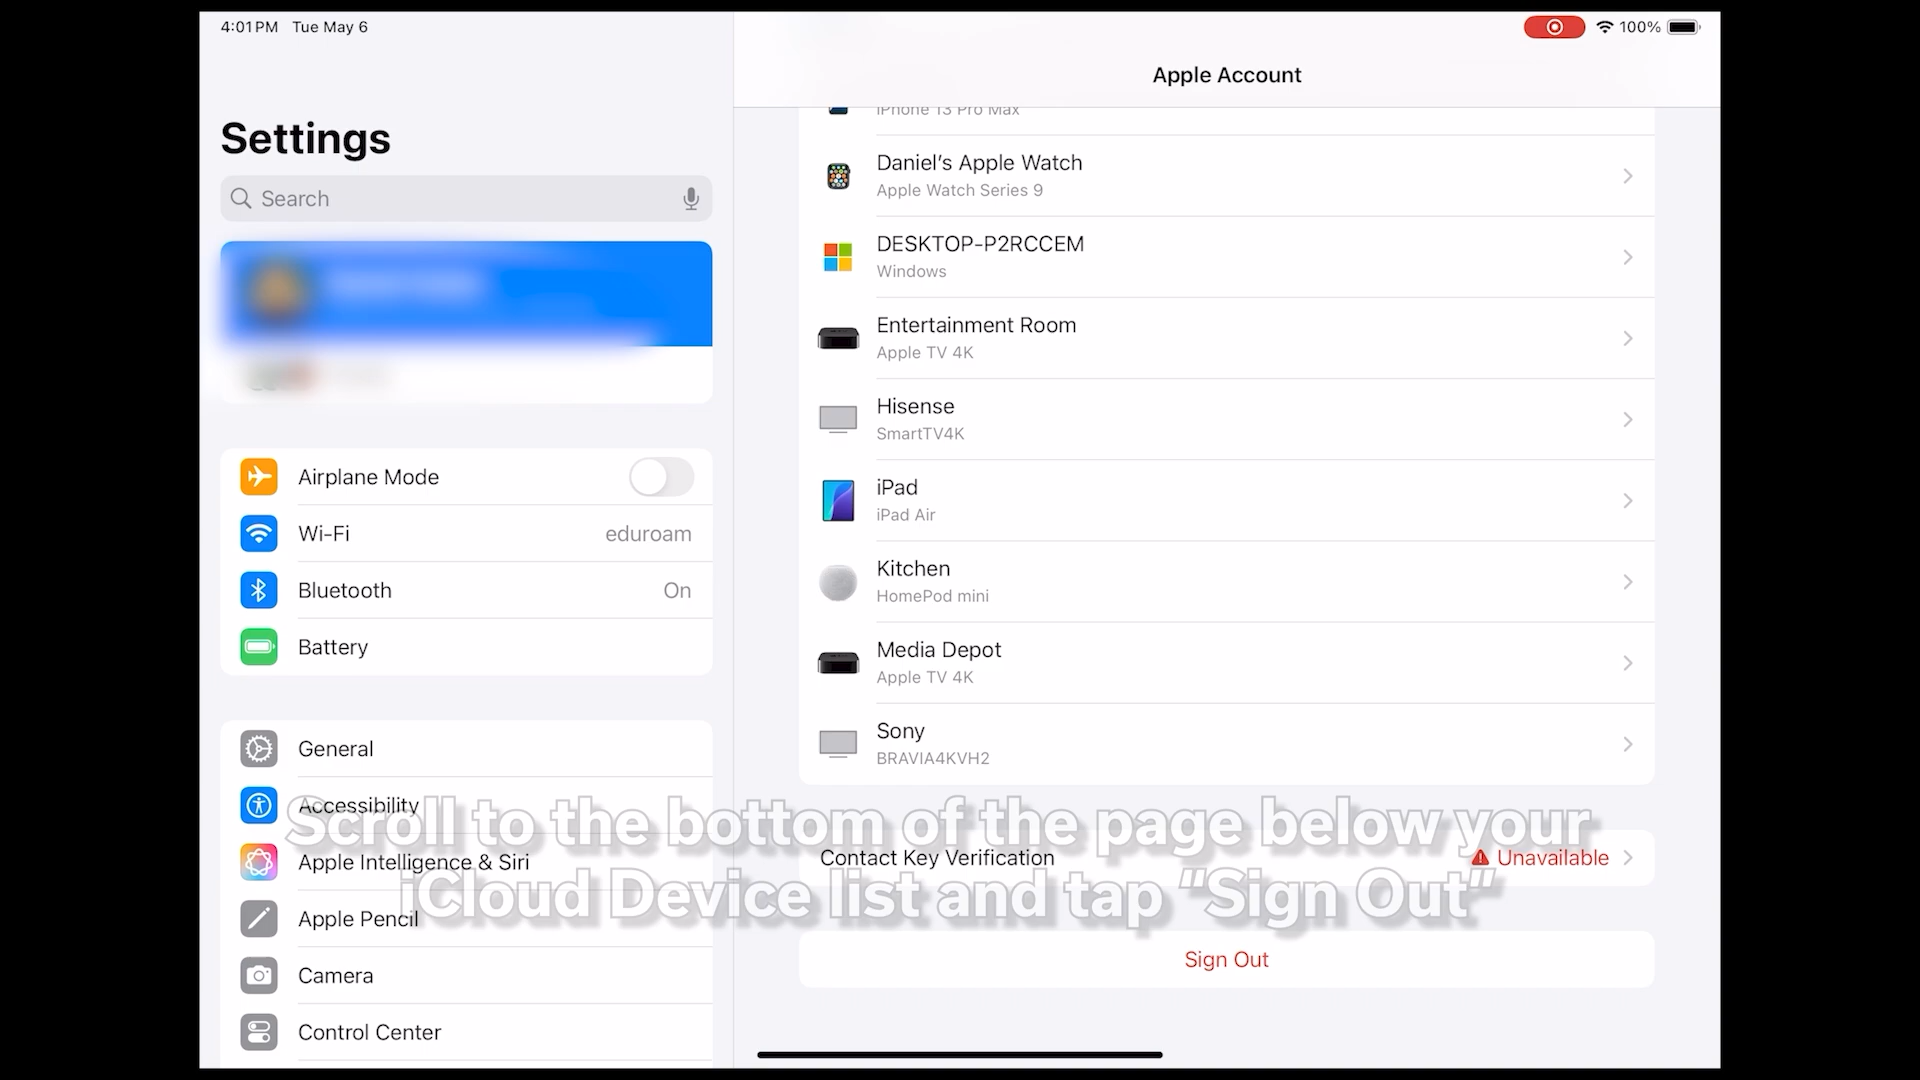 4:01 PM Tue May 6
100%
Apple Account
Settings
Search
Airplane Mode
Wi-Fi
eduroam
Bluetooth
On
Battery
General
Accessibility
Apple Intelligence & Siri
Apple Pencil
Camera
Control Center
iPhone 13 Pro Max
Daniel’s Apple Watch
Apple Watch Series 9
DESKTOP-P2RCCEM
Windows
Entertainment Room
Apple TV 4K
Hisense
SmartTV4K
iPad
iPad Air
Kitchen
HomePod mini
Media Depot
Apple TV 4K
Sony
BRAVIA4KVH2
Contact Key Verification
Unavailable
Sign Out
Scroll to the bottom of the page below your
iCloud Device list and tap “Sign Out”